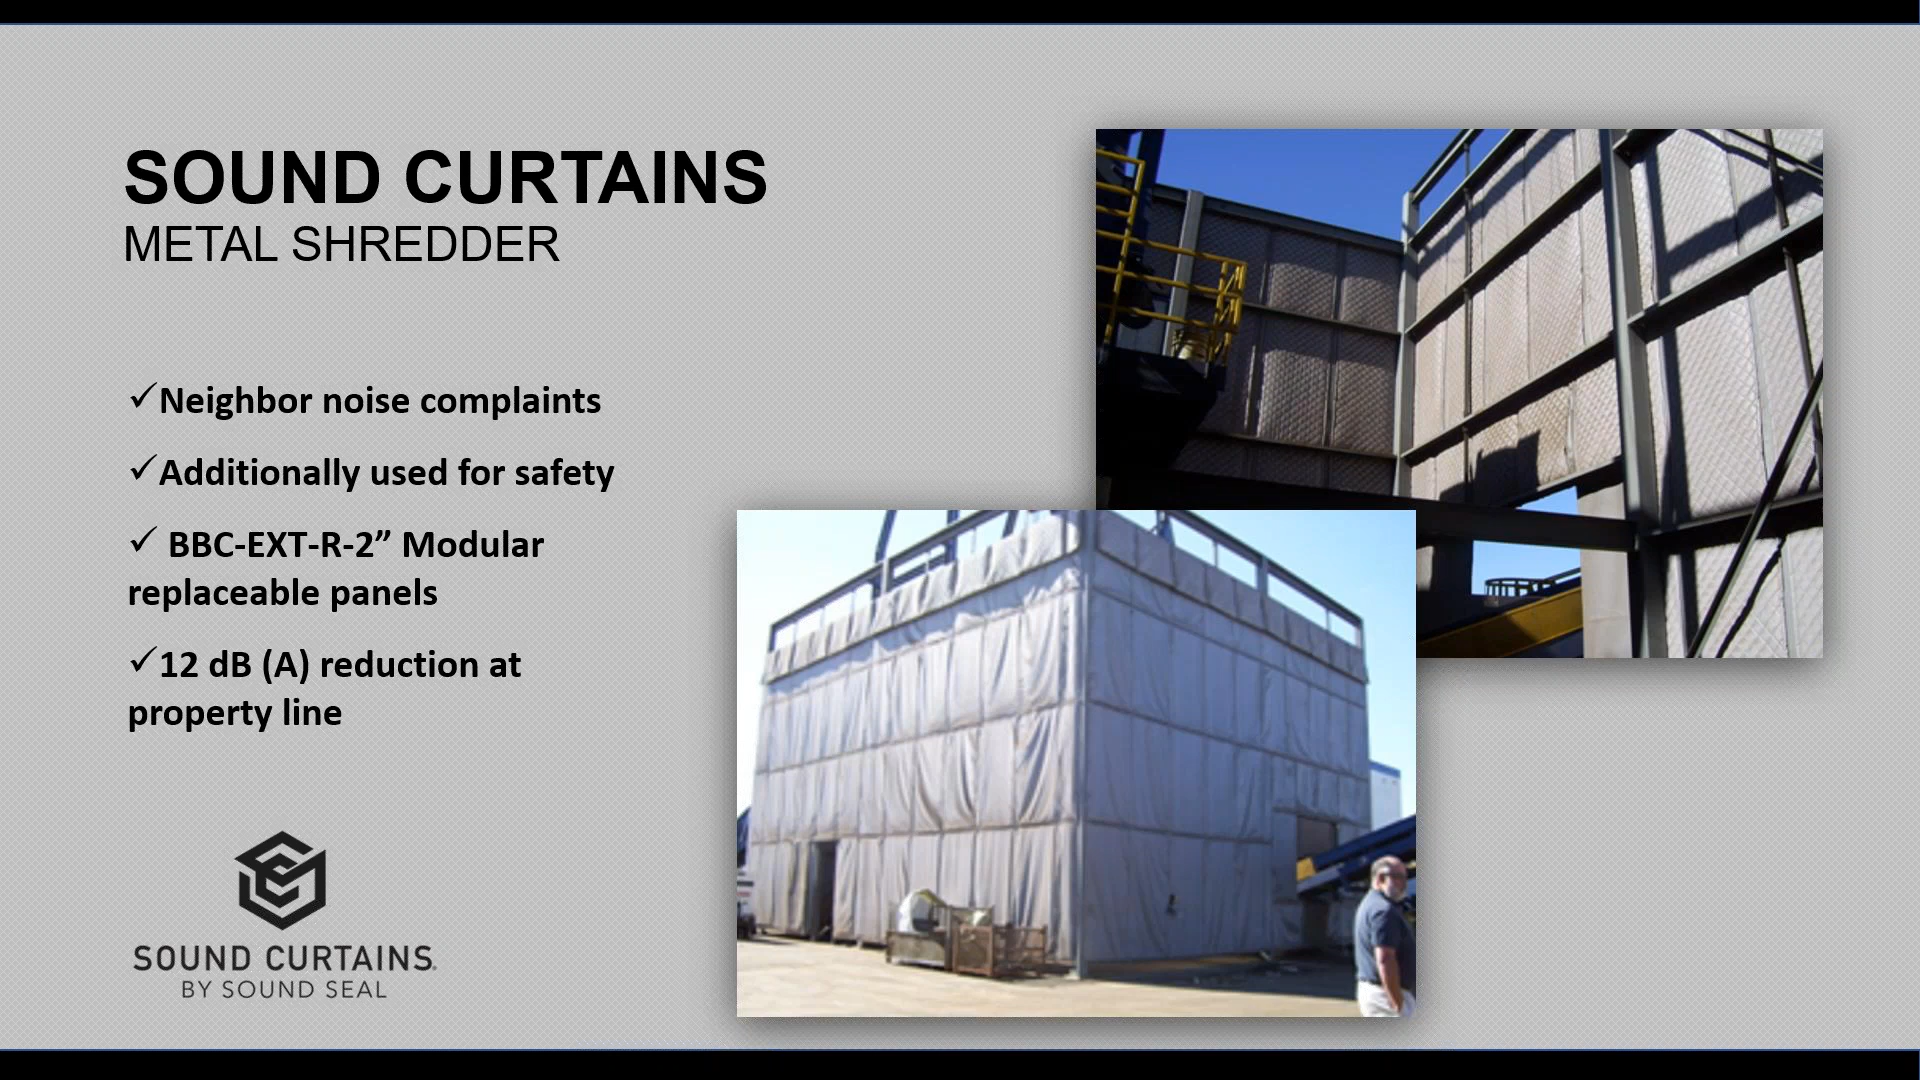 SOUND CURTAINS
METAL SHREDDER
✓Neighbor noise complaints
✓Additionally used for safety
✓ BBC-EXT-R-2” Modular
replaceable panels
✓12 dB (A) reduction at
property line
SOUND CURTAINS®
BY SOUND SEAL